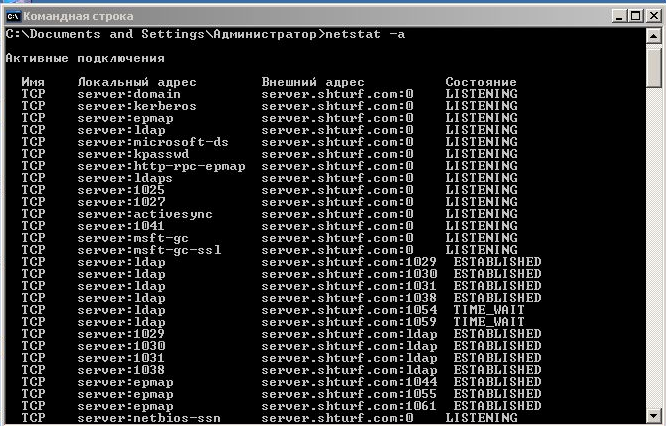 Командная строка
C:\Documents and Settings\Администратор>netstat -a
Активные подключения
Имя Локальный адрес Внешний адрес Состояние
TCP server:domain server.shturf.com:0 LISTENING
TCP server:kerberos server.shturf.com:0 LISTENING
TCP server:epmap server.shturf.com:0 LISTENING
TCP server:ldap server.shturf.com:0 LISTENING
TCP server:microsoft-ds server.shturf.com:0 LISTENING
TCP server:kpasswd server.shturf.com:0 LISTENING
TCP server:http-rpc-epmap server.shturf.com:0 LISTENING
TCP server:ldaps server.shturf.com:0 LISTENING
TCP server:1025 server.shturf.com:0 LISTENING
TCP server:1027 server.shturf.com:0 LISTENING
TCP server:activesync server.shturf.com:0 LISTENING
TCP server:1041 server.shturf.com:0 LISTENING
TCP server:msft-gc server.shturf.com:0 LISTENING
TCP server:msft-gc-ssl server.shturf.com:0 LISTENING
TCP server:ldap server.shturf.com:1029 ESTABLISHED
TCP server:ldap server.shturf.com:1030 ESTABLISHED
TCP server:ldap server.shturf.com:1031 ESTABLISHED
TCP server:ldap server.shturf.com:1038 ESTABLISHED
TCP server:ldap server.shturf.com:1054 TIME_WAIT
TCP server:ldap server.shturf.com:1059 TIME_WAIT
TCP server:1029 server.shturf.com:ldap ESTABLISHED
TCP server:1030 server.shturf.com:ldap ESTABLISHED
TCP server:1031 server.shturf.com:ldap ESTABLISHED
TCP server:1038 server.shturf.com:ldap ESTABLISHED
TCP server:epmap server.shturf.com:1044 ESTABLISHED
TCP server:epmap server.shturf.com:1055 ESTABLISHED
TCP server:epmap server.shturf.com:1061 ESTABLISHED
TCP server:netbios-ssn server.shturf.com:0 LISTENING